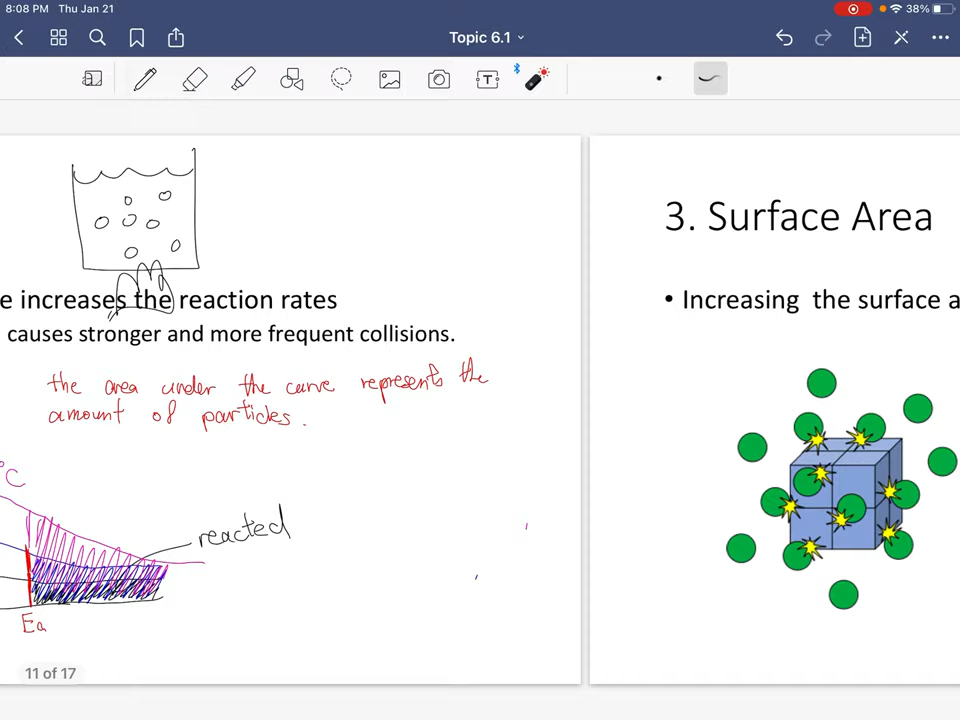 8:08 PM Thu Jan 21
38%
Topic 6.1
T
e increases the reaction rates
causes stronger and more frequent collisions.
the area under the curve represents the
amount of particles.
°C
reacted
Ea
11 of 17
3. Surface Area
• Increasing the surface a